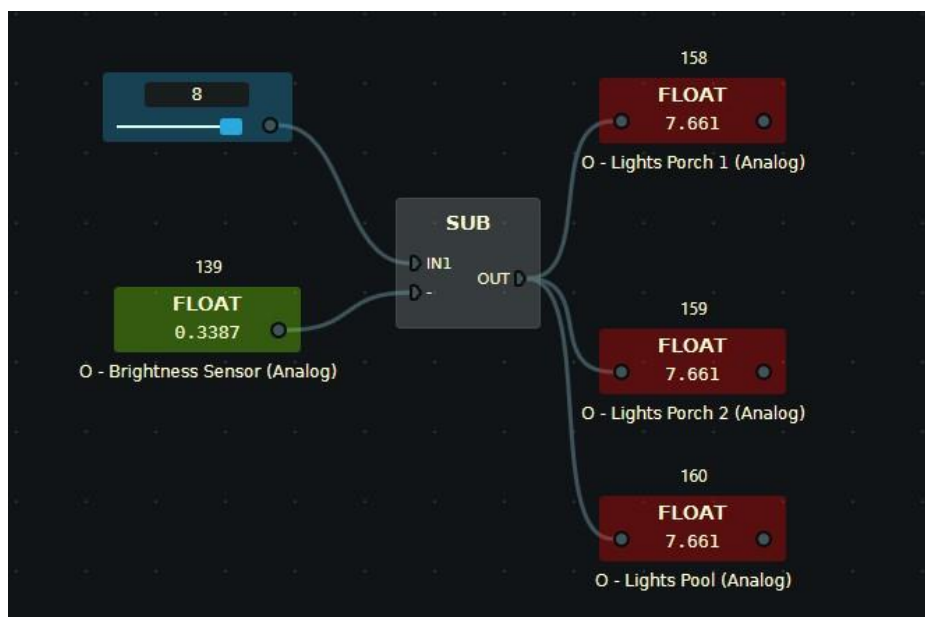 8
139
FLOAT
0.3387
O - Brightness Sensor (Analog)
SUB
IN1
-
OUT
158
FLOAT
7.661
O - Lights Porch 1 (Analog)
159
FLOAT
7.661
O - Lights Porch 2 (Analog)
160
FLOAT
7.661
O - Lights Pool (Analog)